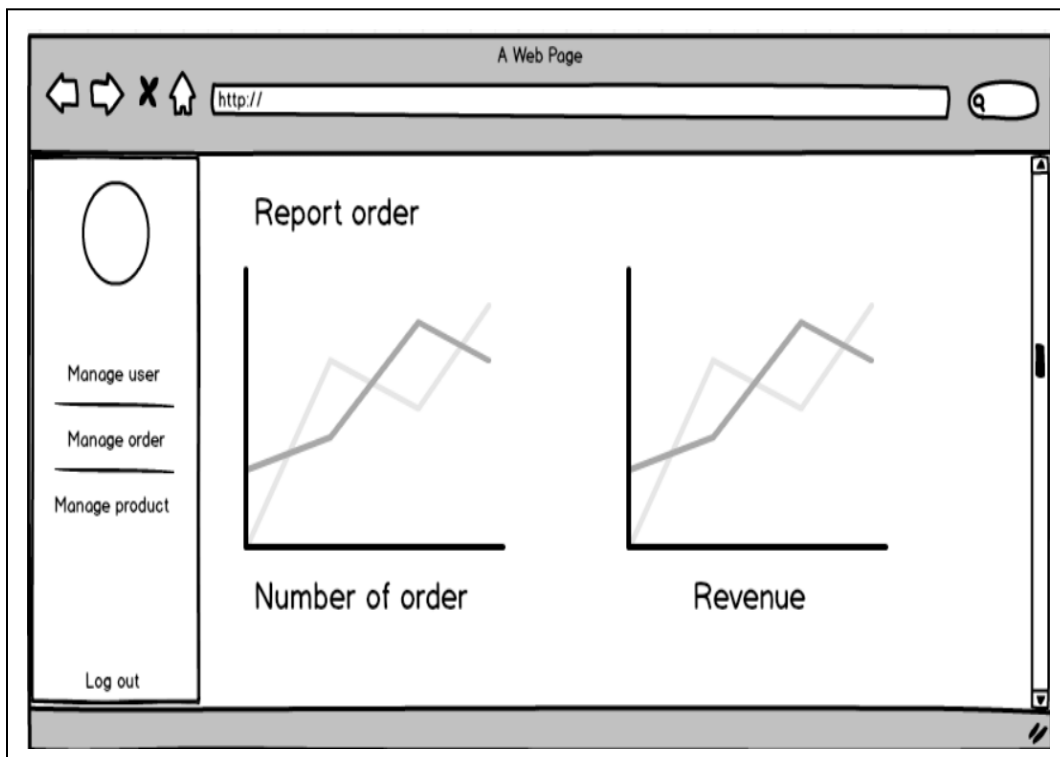 A Web Page
http://
Report order
Manage user
Manage order
Manage product
Number of order
Revenue
Log out